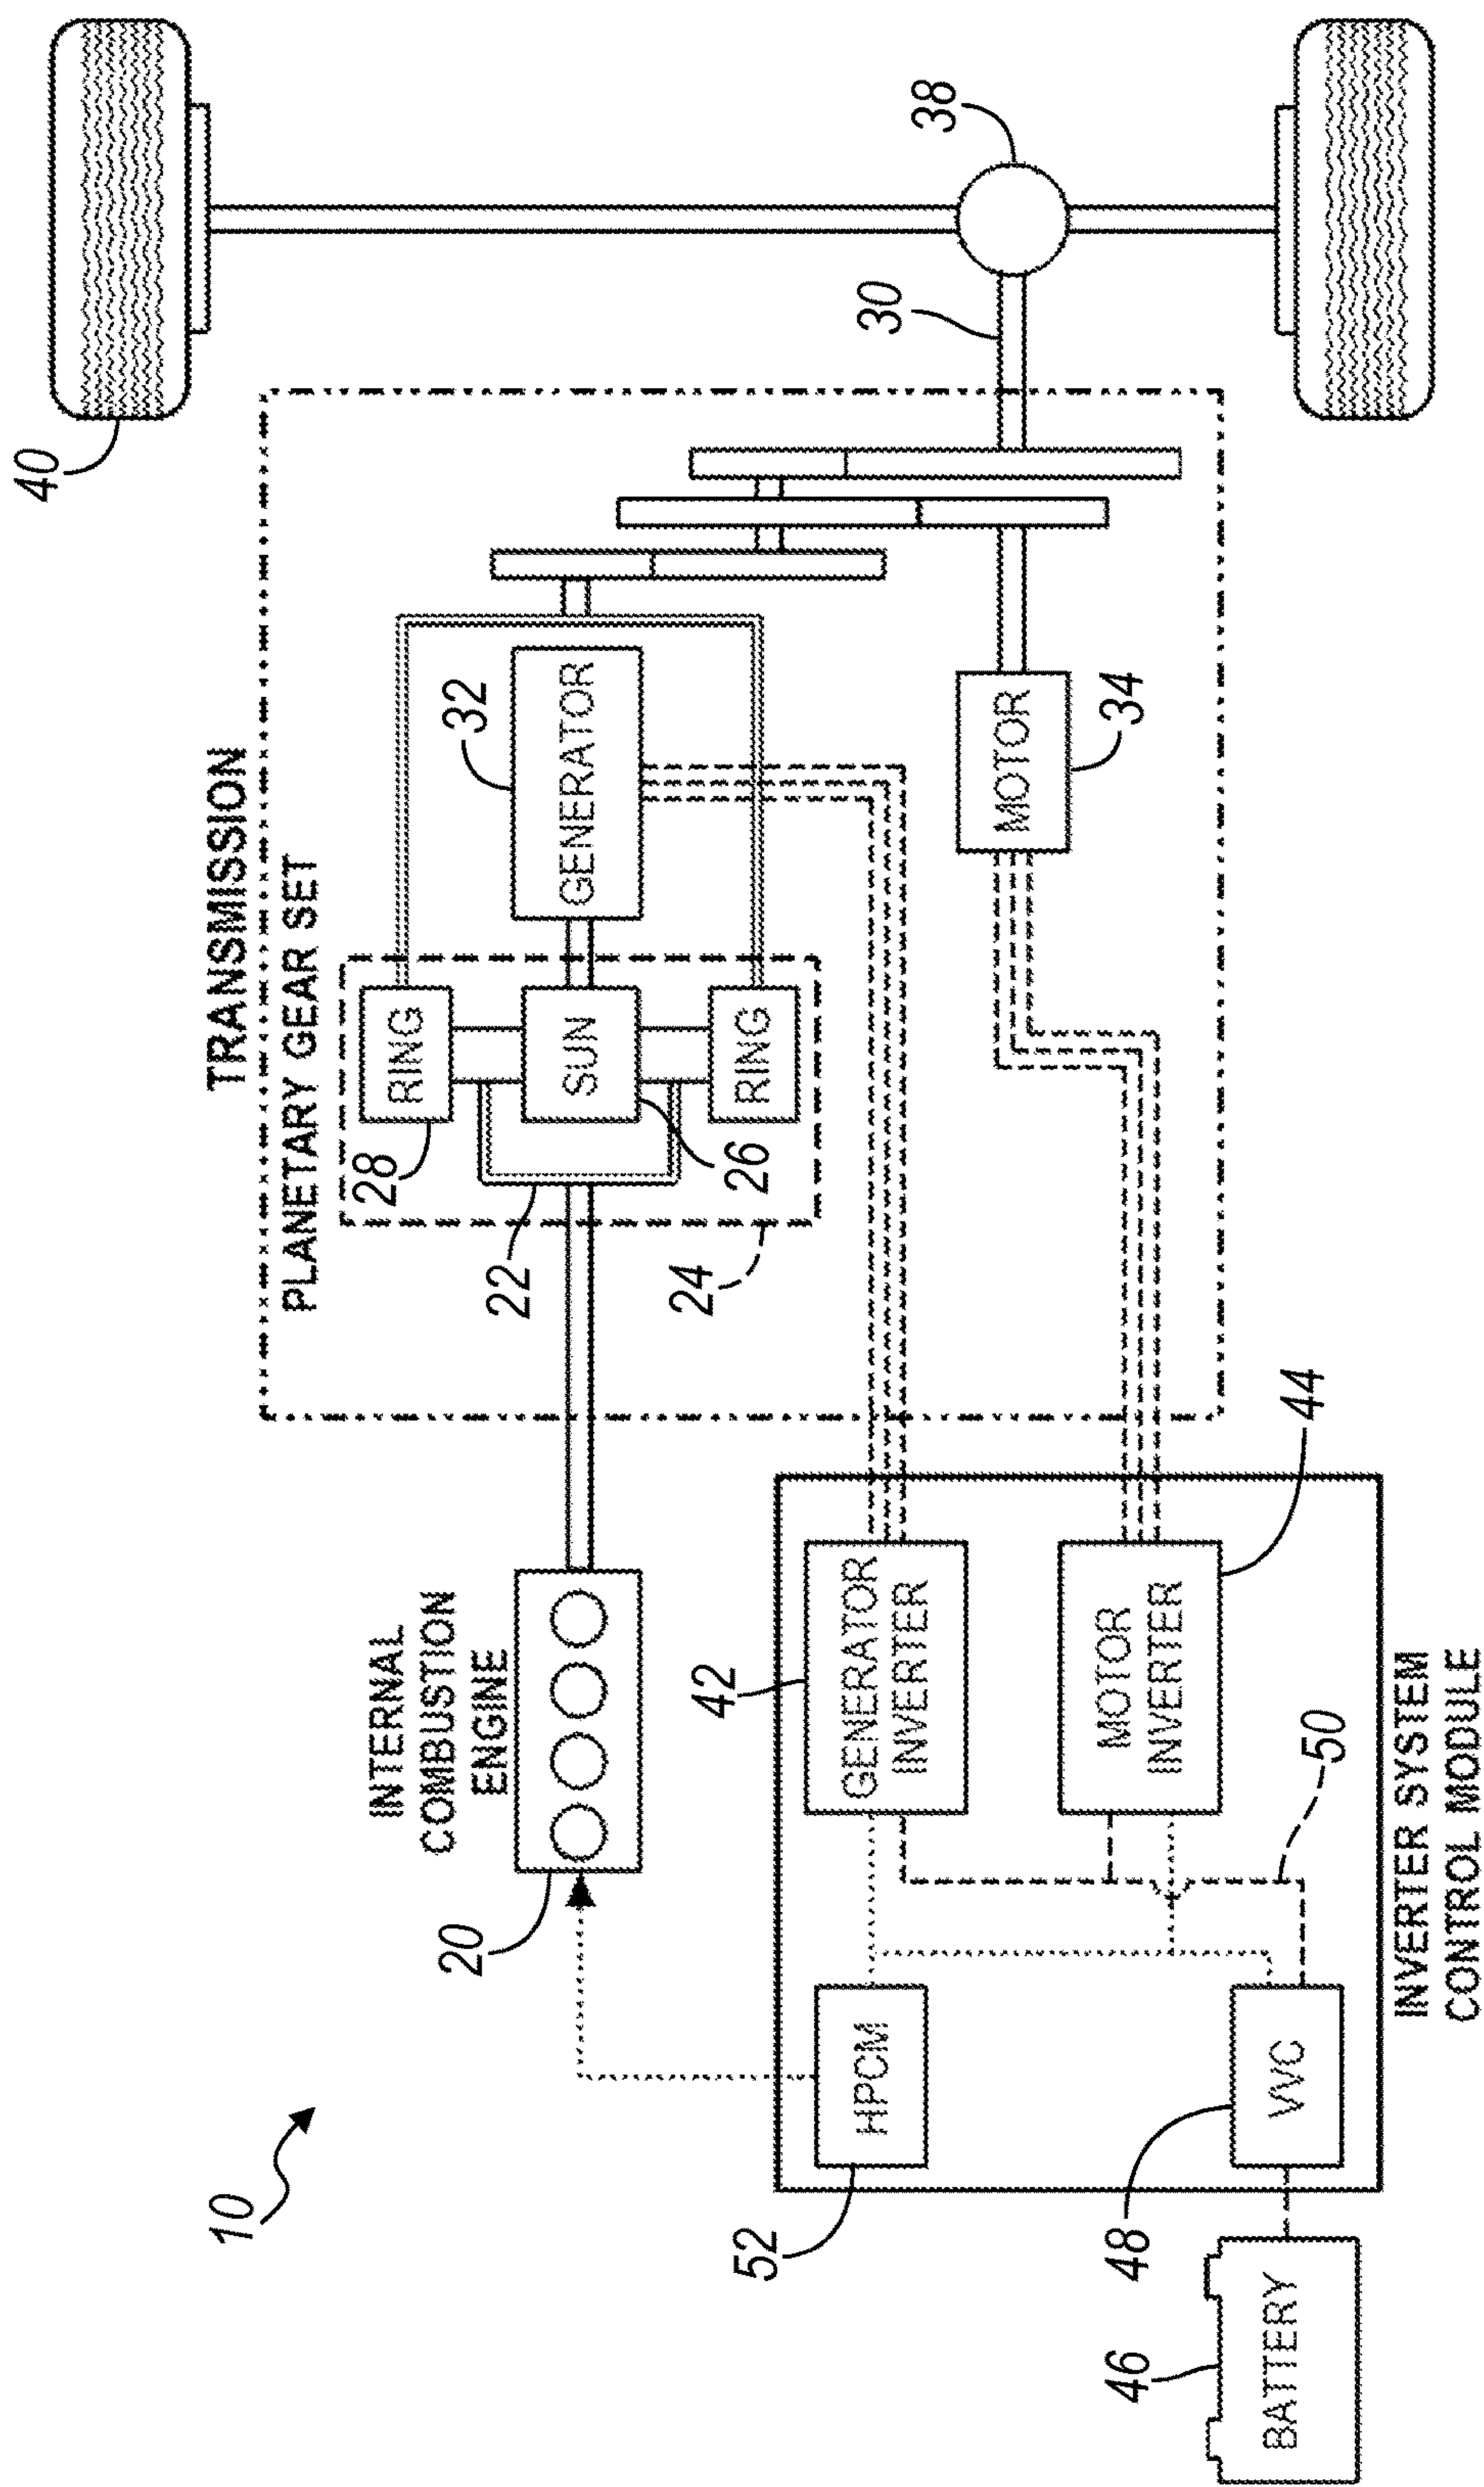 10
INTERNAL
COMBUSTION
ENGINE
20
TRANSMISSION
PLANETARY GEAR SET
22
24
28
RING
SUN
26
RING
32
GENERATOR
MOTOR
34
30
38
40
42
GENERATOR
INVERTER
MOTOR
INVERTER
44
50
HPCM
52
VVC
48
46
BATTERY
INVERTER SYSTEM
CONTROL MODULE